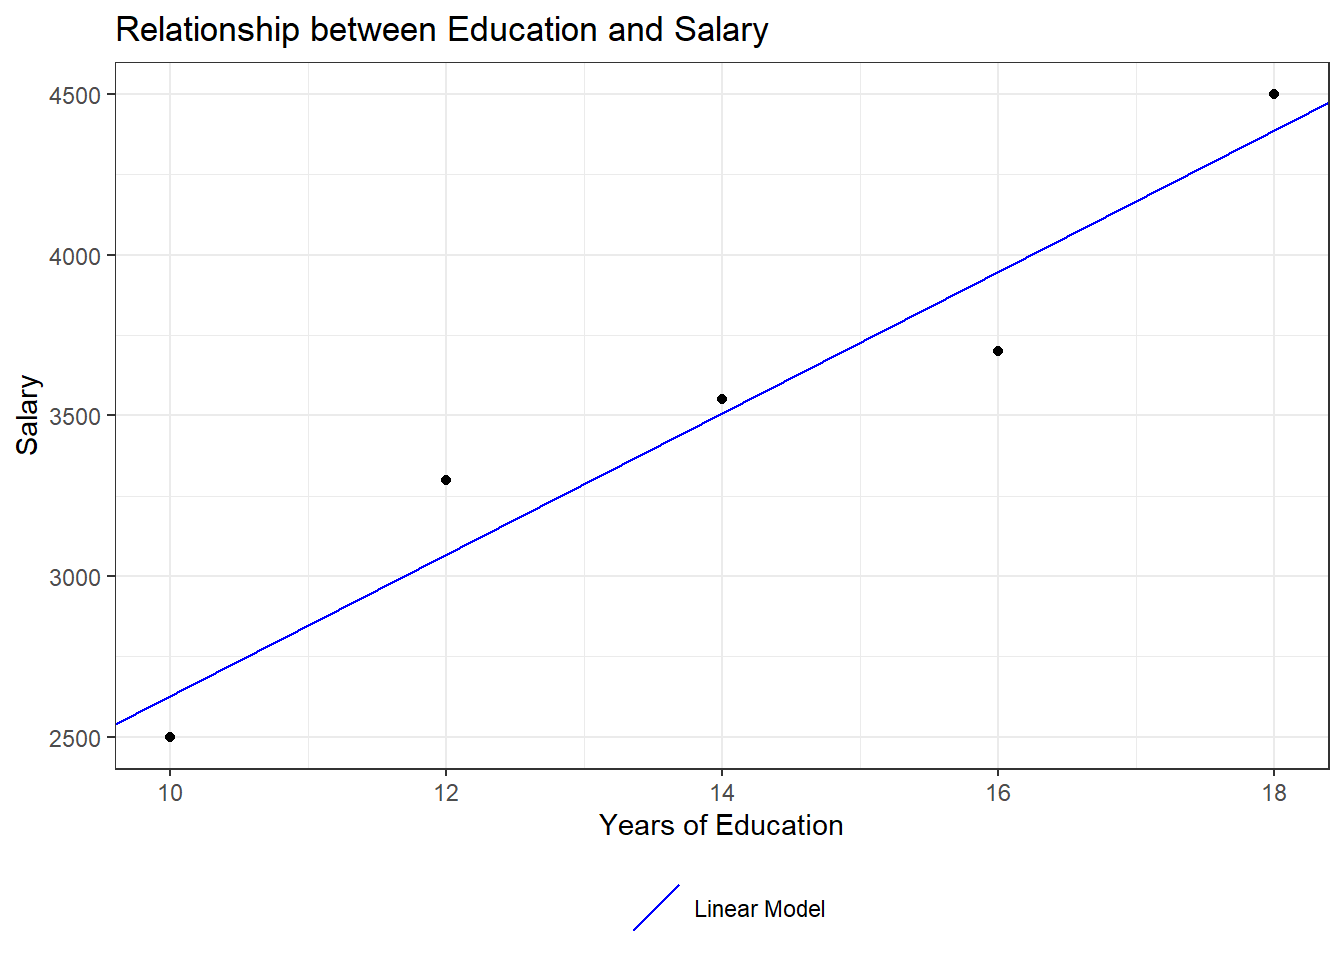 Relationship between Education and Salary
4500
4000
3500
3000
2500
Salary
10 12 14 16 18
Years of Education
Linear Model